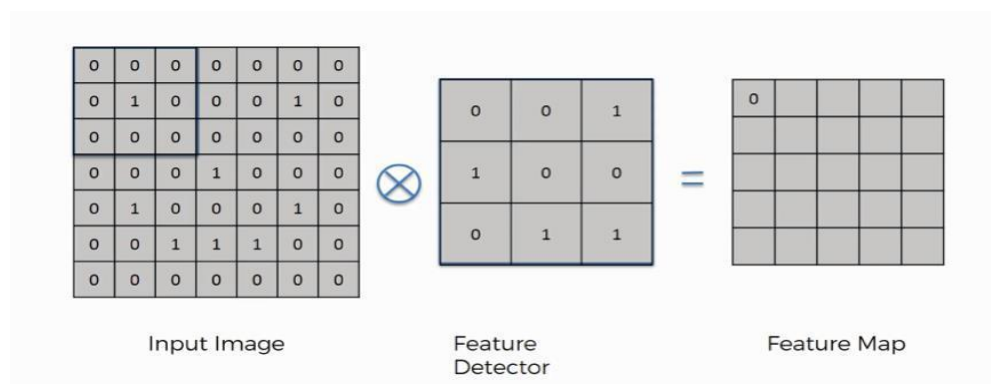 0 0 0 0 0 0 0
0 1 0 0 0 1 0
0 0 0 0 0 0 0
0 0 0 1 0 0 0
0 1 0 0 0 1 0
0 0 1 1 1 0 0
0 0 0 0 0 0 0
0 0 1
1 0 0
0 1 1
=
0
Input Image
Feature
Detector
Feature Map